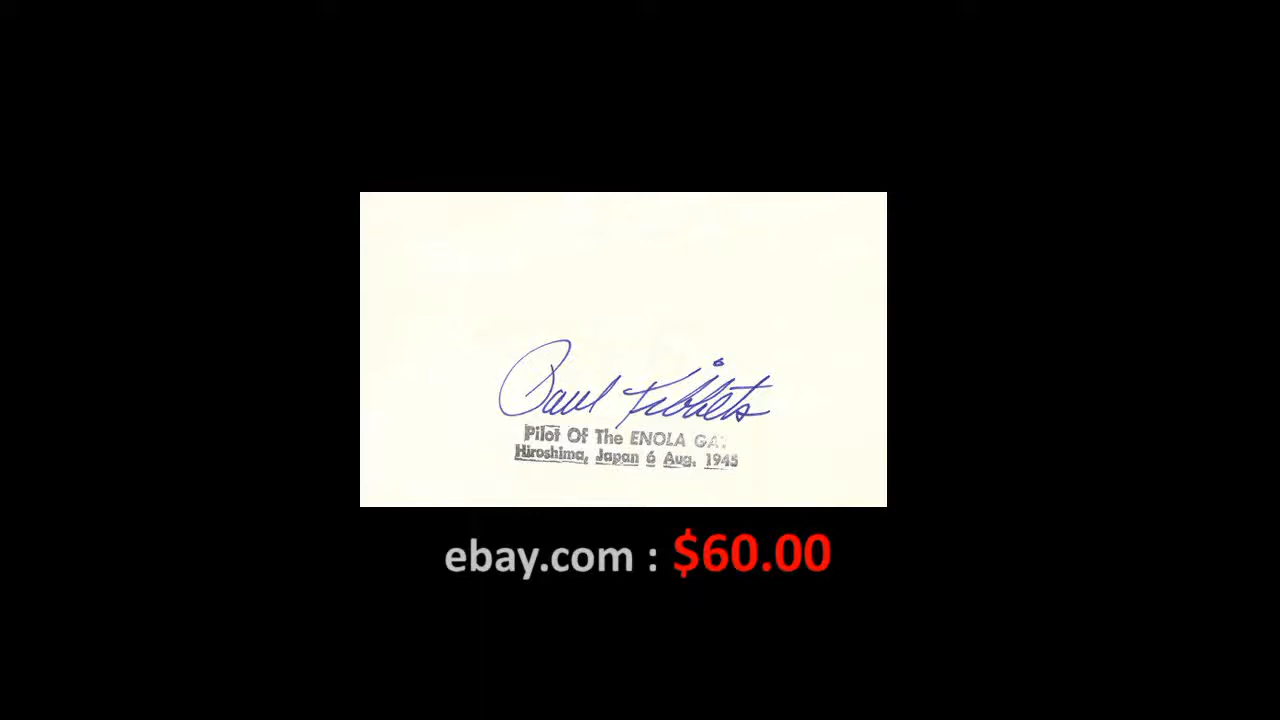 Paul Tibbets
Pilot Of The ENOLA
Hiroshima, Japan 6 Aug. 1945
ebay.com : $60.00